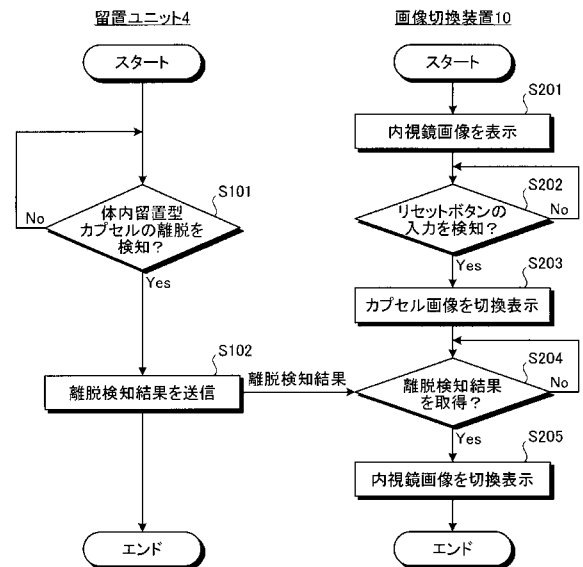 留置ユニット4
スタート
S101
体内留置型
カプセルの離脱を
検知？
No
Yes
S102
離脱検知結果を送信
離脱検知結果
エンド
画像切換装置10
スタート
S201
内視鏡画像を表示
S202
リセットボタンの
入力を検知？
No
Yes
S203
カプセル画像を切換表示
S204
離脱検知結果
を取得？
No
Yes
S205
内視鏡画像を切換表示
エンド